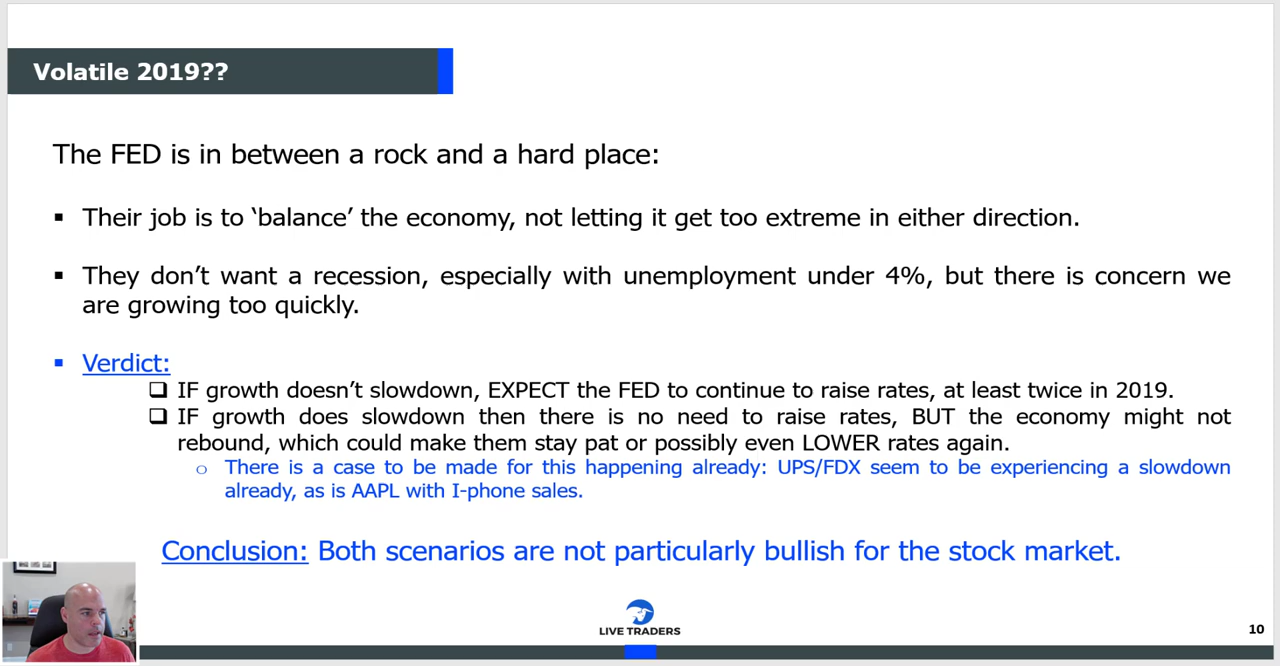 Volatile 2019??
The FED is in between a rock and a hard place:
▪ Their job is to ‘balance’ the economy, not letting it get too extreme in either direction.
▪ They don’t want a recession, especially with unemployment under 4%, but there is concern we
are growing too quickly.
▪ Verdict:
❑ IF growth doesn’t slowdown, EXPECT the FED to continue to raise rates, at least twice in 2019.
❑ IF growth does slowdown then there is no need to raise rates, BUT the economy might not
rebound, which could make them stay pat or possibly even LOWER rates again.
o There is a case to be made for this happening already: UPS/FDX seem to be experiencing a slowdown
already, as is AAPL with I-phone sales.
Conclusion: Both scenarios are not particularly bullish for the stock market.
LIVE TRADERS
10